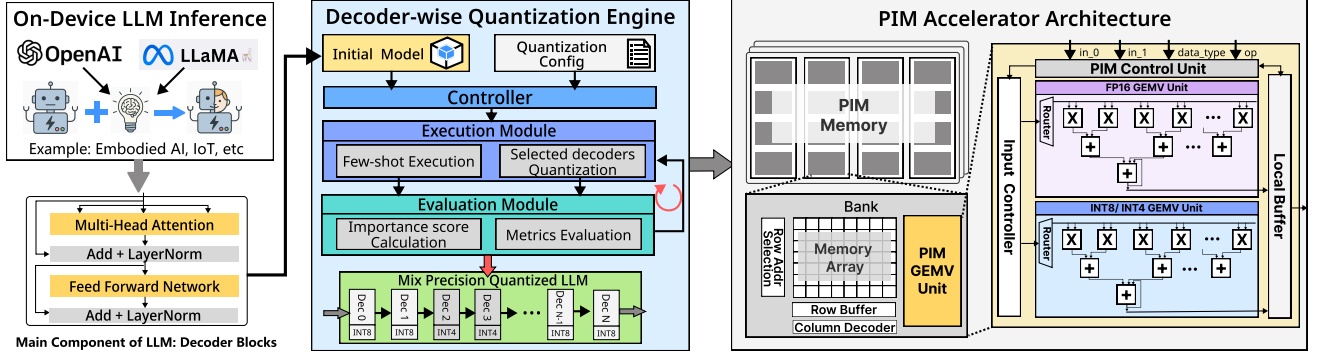 On-Device LLM Inference
OpenAI
LLaMA
Example: Embodied AI, IoT, etc
Multi-Head Attention
Add + LayerNorm
Feed Forward Network
Add + LayerNorm
Main Component of LLM: Decoder Blocks
Decoder-wise Quantization Engine
Initial Model
Quantization
Config
Controller
Execution Module
Few-shot Execution
Selected decoders
Quantization
Evaluation Module
Importance score
Calculation
Metrics Evaluation
Mix Precision Quantized LLM
Dec 0
INT8
Dec 1
INT8
Dec 2
INT4
Dec 3
INT4
...
Dec N-1
INT8
Dec N
INT8
PIM Accelerator Architecture
PIM
Memory
Bank
Row Addr
Selection
Memory
Array
Row Buffer
Column Decoder
PIM
GEMV
Unit
in_0
in_1
data_type
op
PIM Control Unit
Input Controller
FP16 GEMV Unit
Router
X X X X ... X
+ + ... +
+
INT8/ INT4 GEMV Unit
Router
X X X X ... X
+ + ... +
+
Local Buffer